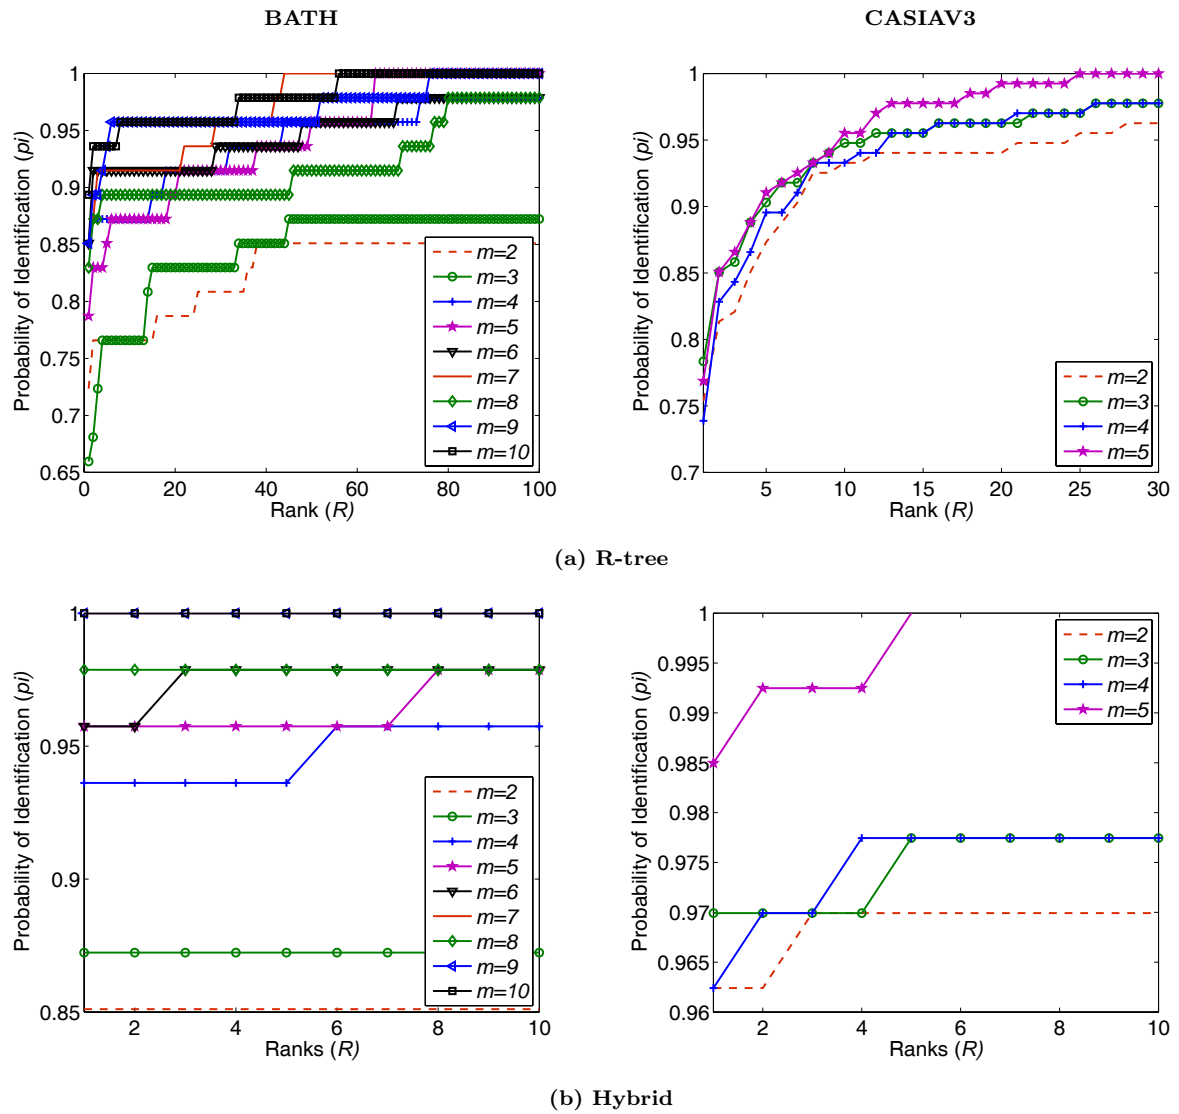 BATH
CASIAV3
1
0.95
0.9
0.85
0.8
0.75
0.7
0.65
0 20 40 60 80 100
Probability of Identification (pi)
Rank (R)
m=2
m=3
m=4
m=5
m=6
m=7
m=8
m=9
m=10
1
0.95
0.9
0.85
0.8
0.75
0.7
5 10 15 20 25 30
Probability of Identification (pi)
Rank (R)
m=2
m=3
m=4
m=5
(a) R-tree
1
0.95
0.9
0.85
2 4 6 8 10
Probability of Identification (pi)
Ranks (R)
m=2
m=3
m=4
m=5
m=6
m=7
m=8
m=9
m=10
1
0.995
0.99
0.985
0.98
0.975
0.97
0.965
0.96
2 4 6 8 10
Probability of Identification (pi)
Ranks (R)
m=2
m=3
m=4
m=5
(b) Hybrid